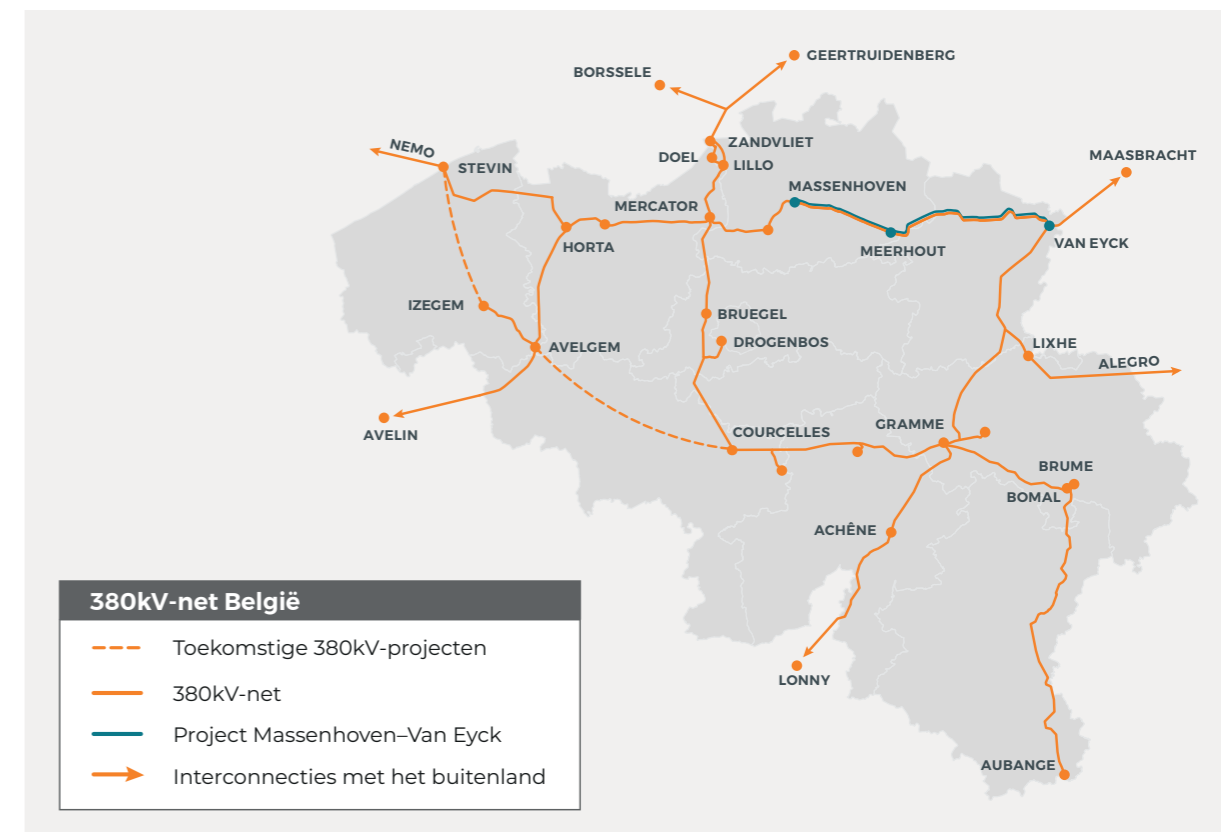 GEERTRUIDENBERG
BORSSELE
NEMO
STEVIN
ZANDVLIET
DOEL
LILLO
MAASBRACHT
MASSENHOVEN
MERCATOR
HORTA
MEERHOUT
VAN EYCK
IZEGEM
BRUEGEL
DROGENBOS
AVELGEM
LIXHE
ALEGRO
AVELIN
COURCELLES
GRAMME
BRUME
BOMAL
ACHÊNE
LONNY
AUBANGE
380kV-net België
Toekomstige 380kV-projecten
380kV-net
Project Massenhoven–Van Eyck
Interconnecties met het buitenland